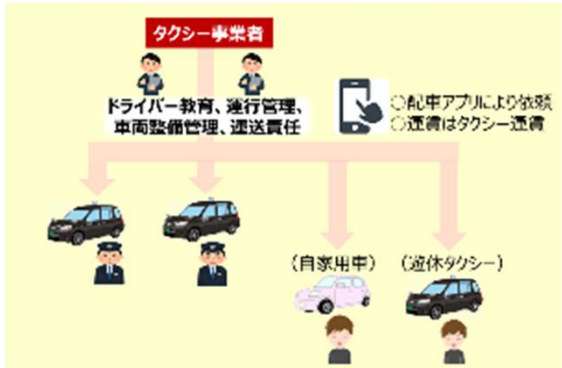 タクシー事業者
ドライバー教育、運行管理、
車両整備管理、運送責任
○配車アプリにより依頼
○運賃はタクシー運賃
(自家用車)
(遊休タクシー)